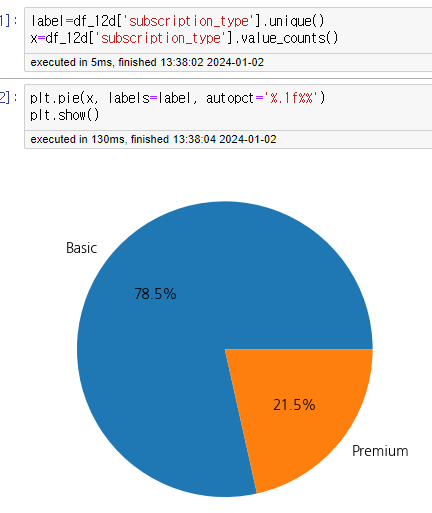 1]:
label=df_12d['subscription_type'].unique()
x=df_12d['subscription_type'].value_counts()
executed in 5ms, finished 13:38:02 2024-01-02
2]:
plt.pie(x, labels=label, autopct='%.1f%%')
plt.show()
executed in 130ms, finished 13:38:04 2024-01-02
Basic
78.5%
21.5%
Premium